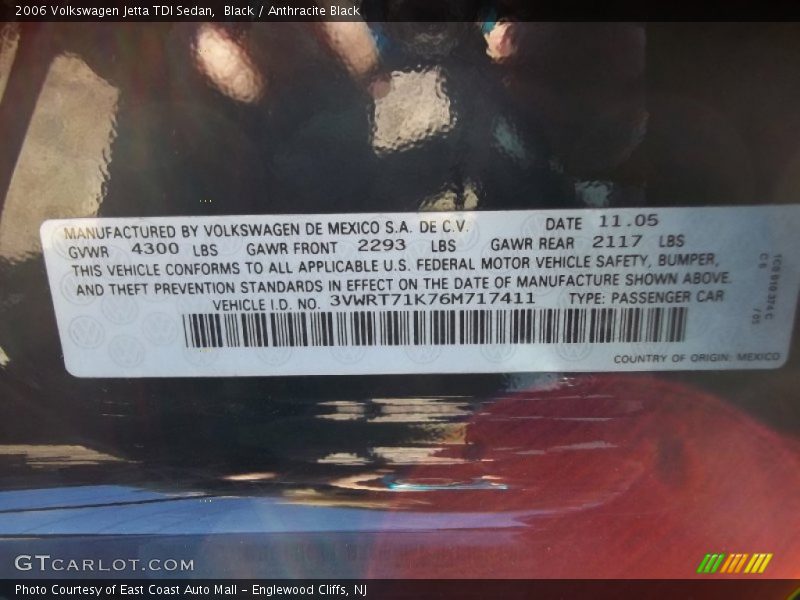 2006 Volkswagen Jetta TDI Sedan,  Black / Anthracite Black
MANUFACTURED BY VOLKSWAGEN DE MEXICO S.A. DE C.V. DATE 11.05
GVWR 4300 LBS GAWR FRONT 2293 LBS GAWR REAR 2117 LBS
THIS VEHICLE CONFORMS TO ALL APPLICABLE U.S. FEDERAL MOTOR VEHICLE SAFETY, BUMPER,
AND THEFT PREVENTION STANDARDS IN EFFECT ON THE DATE OF MANUFACTURE SHOWN ABOVE.
VEHICLE I.D. NO. 3VWRT71K76M717411 TYPE: PASSENGER CAR
COUNTRY OF ORIGIN: MEXICO
GTCARLOT.COM
Photo Courtesy of East Coast Auto Mall - Englewood Cliffs, NJ